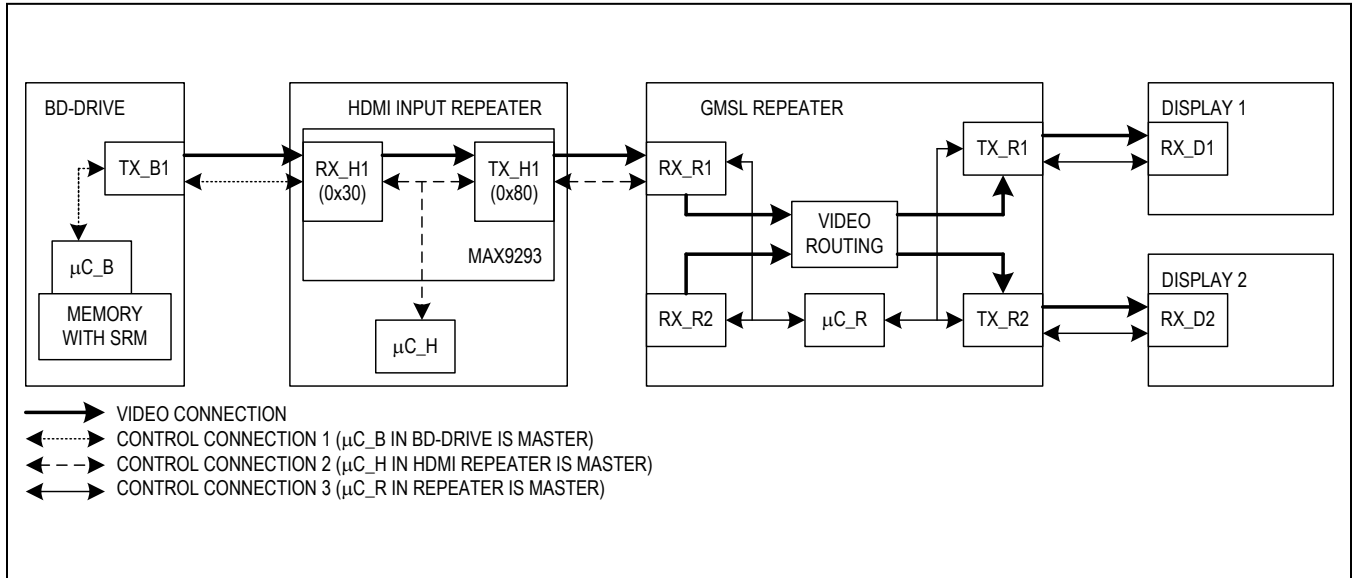 BD-DRIVE
TX_B1
μC_B
MEMORY
WITH SRM
HDMI INPUT REPEATER
RX_H1
(0x30)
TX_H1
(0x80)
MAX9293
μC_H
GMSL REPEATER
RX_R1
RX_R2
VIDEO
ROUTING
μC_R
TX_R1
TX_R2
DISPLAY 1
RX_D1
DISPLAY 2
RX_D2
VIDEO CONNECTION
CONTROL CONNECTION 1 (μC_B IN BD-DRIVE IS MASTER)
CONTROL CONNECTION 2 (μC_H IN HDMI REPEATER IS MASTER)
CONTROL CONNECTION 3 (μC_R IN REPEATER IS MASTER)